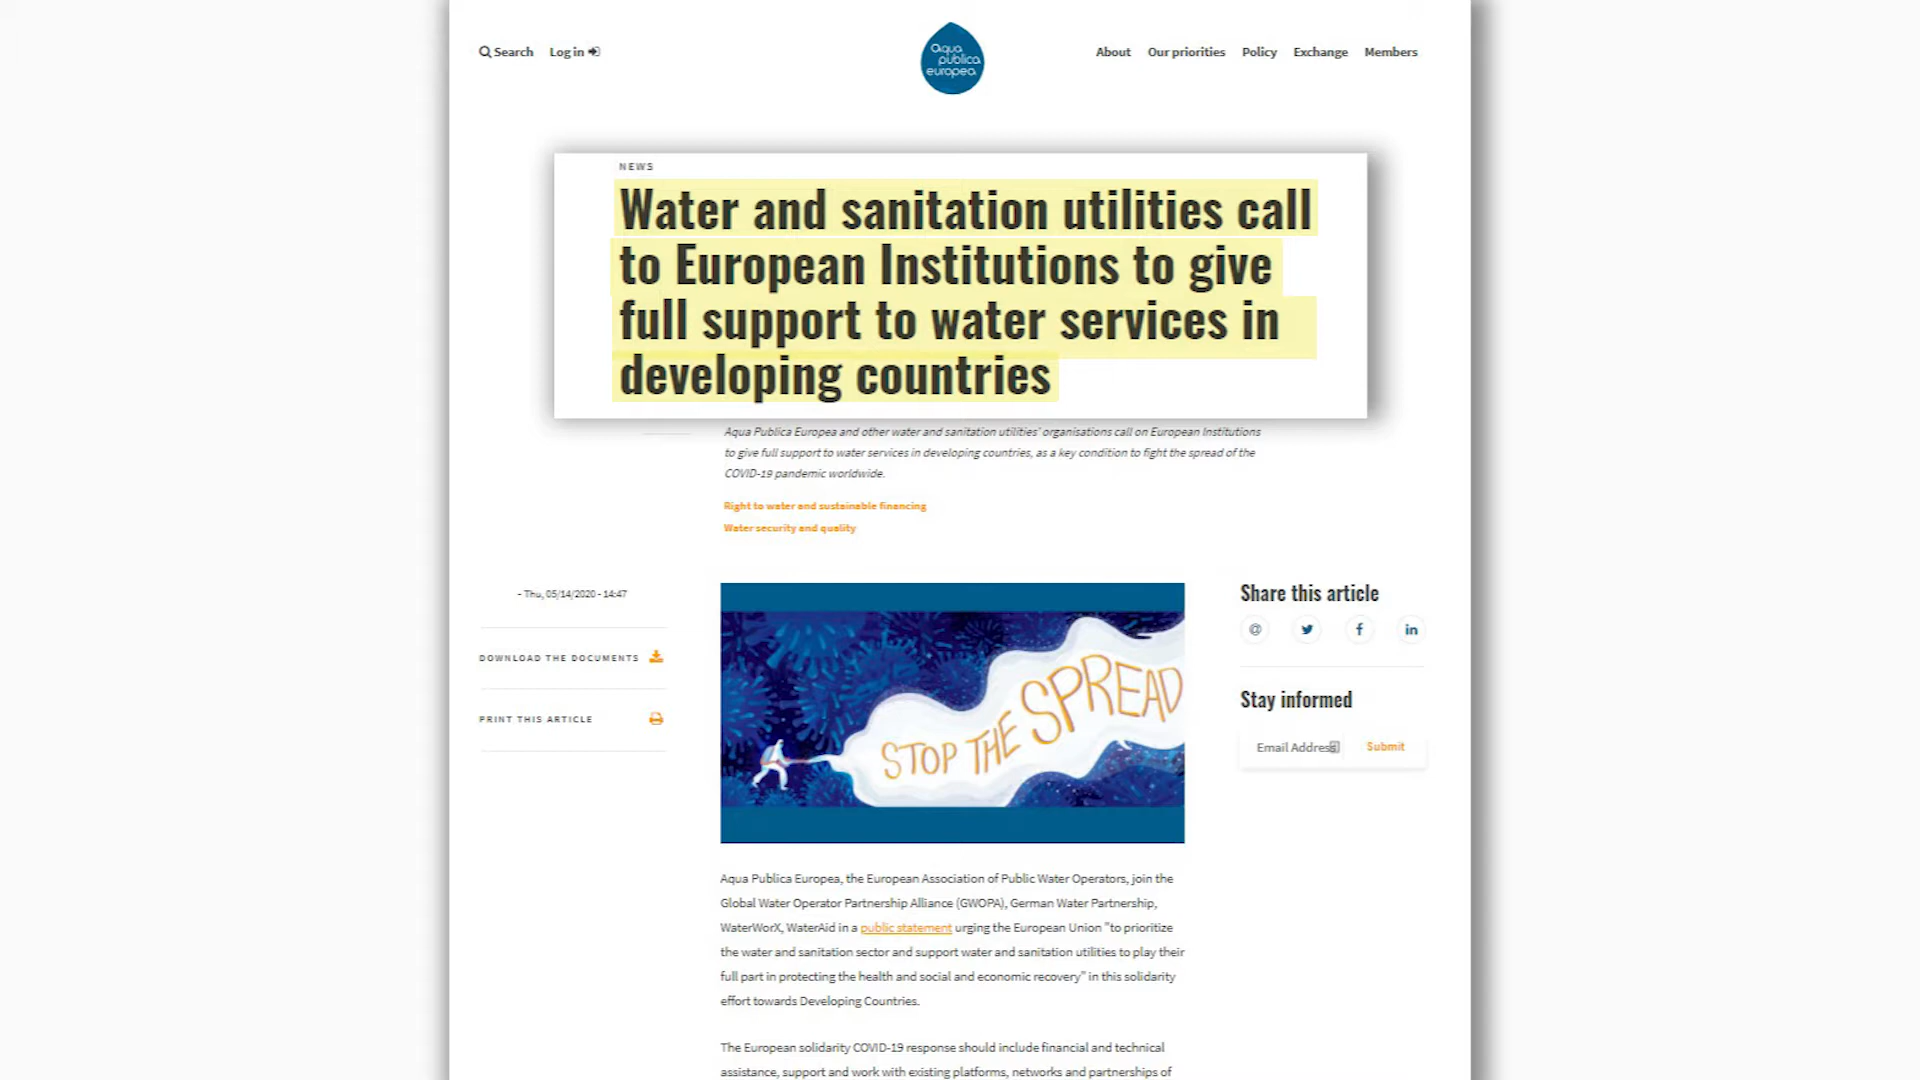 Search Log in
aqua
publica
europea
About Our priorities Policy Exchange Members
NEWS
Water and sanitation utilities call
to European Institutions to give
full support to water services in
developing countries
Aqua Publica Europea and other water and sanitation utilities' organisations call on European Institutions
to give full support to water services in developing countries, as a key condition to fight the spread of the
COVID-19 pandemic worldwide.
Right to water and sustainable financing
Water security and quality
- Thu, 05/14/2020 - 14:47
DOWNLOAD THE DOCUMENTS
PRINT THIS ARTICLE
STOP THE SPREAD
Share this article
Stay informed
Email Address Submit
Aqua Publica Europea, the European Association of Public Water Operators, join the
Global Water Operator Partnership Alliance (GWOPA), German Water Partnership,
WaterWorX, WaterAid in a public statement urging the European Union "to prioritize
the water and sanitation sector and support water and sanitation utilities to play their
full part in protecting the health and social and economic recovery" in this solidarity
effort towards Developing Countries.
The European solidarity COVID-19 response should include financial and technical
assistance, support and work with existing platforms, networks and partnerships of